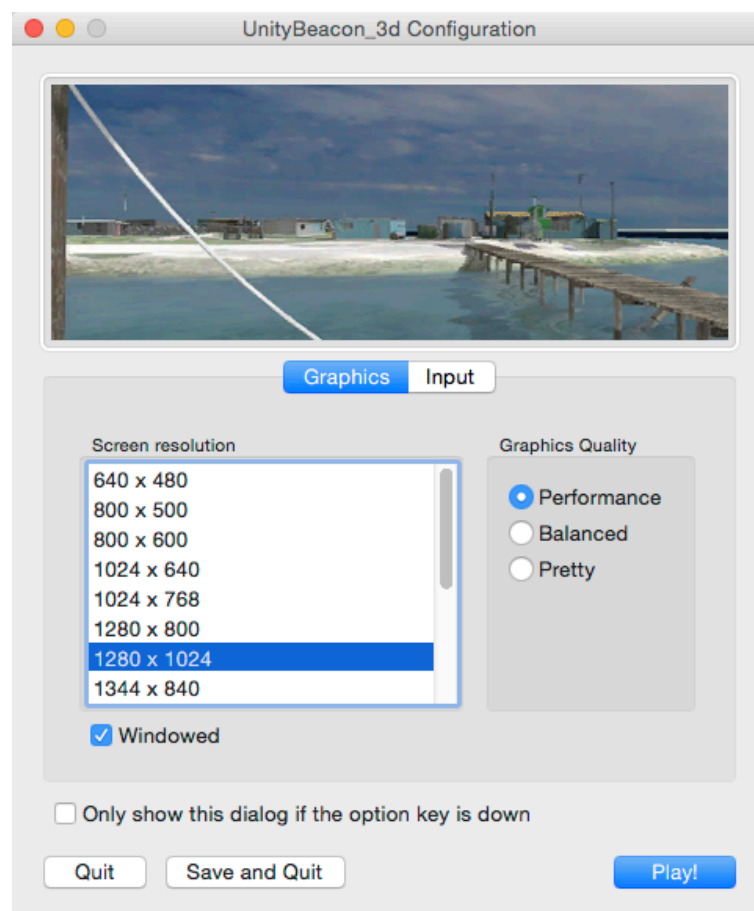 UnityBeacon_3d Configuration
Graphics Input
Screen resolution
Graphics Quality
640 x 480
800 x 500
800 x 600
1024 x 640
1024 x 768
1280 x 800
1280 x 1024
1344 x 840
Performance
Balanced
Pretty
Windowed
Only show this dialog if the option key is down
Quit Save and Quit Play!